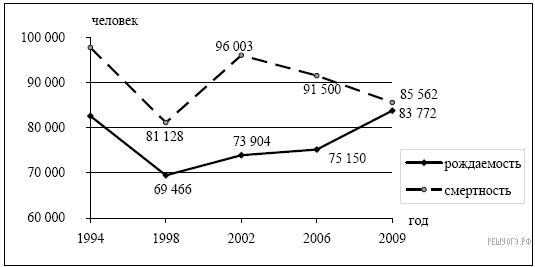 человек
100 000
96 003
90 000
91 500
85 562
83 772
80 000
81 128
73 904
75 150
70 000
69 466
рождаемость
смертность
60 000
год
1994 1998 2002 2006 2009
РЕШУОГЭ.РФ